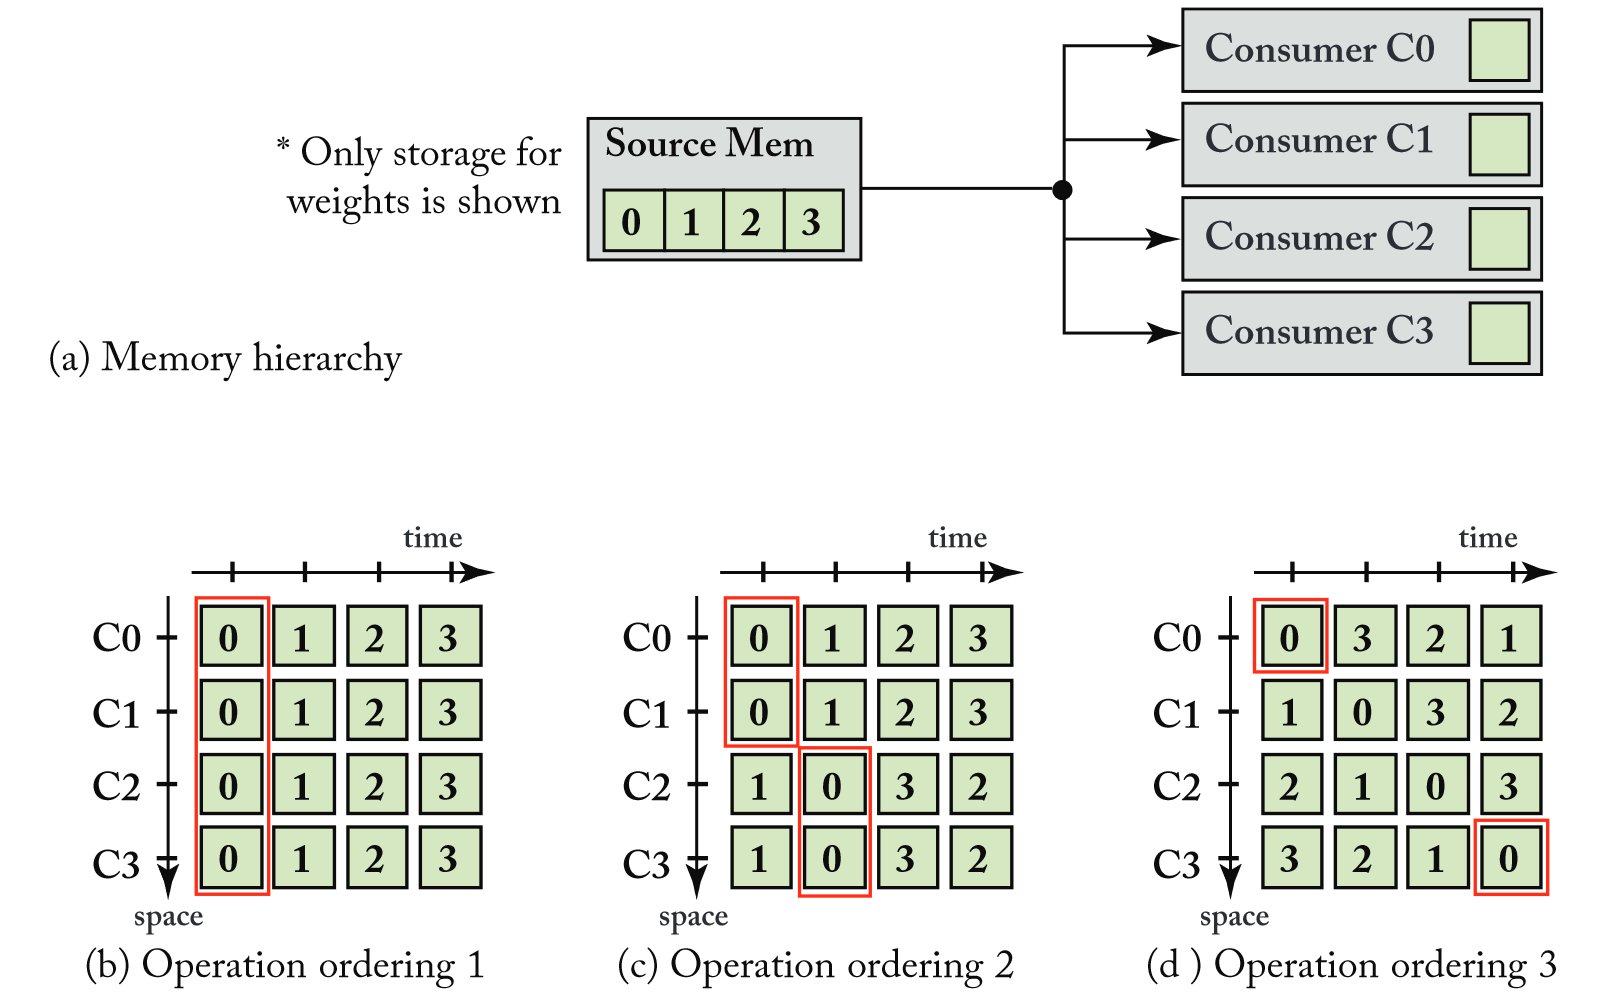 Consumer C0
Source Mem
* Only storage for
weights is shown
0 1 2 3
Consumer C1
Consumer C2
Consumer C3
(a) Memory hierarchy
time
C0 0 1 2 3
C1 0 1 2 3
C2 0 1 2 3
C3 0 1 2 3
space
(b) Operation ordering 1
time
C0 0 1 2 3
C1 0 1 2 3
C2 1 0 3 2
C3 1 0 3 2
space
(c) Operation ordering 2
time
C0 0 3 2 1
C1 1 0 3 2
C2 2 1 0 3
C3 3 2 1 0
space
(d ) Operation ordering 3